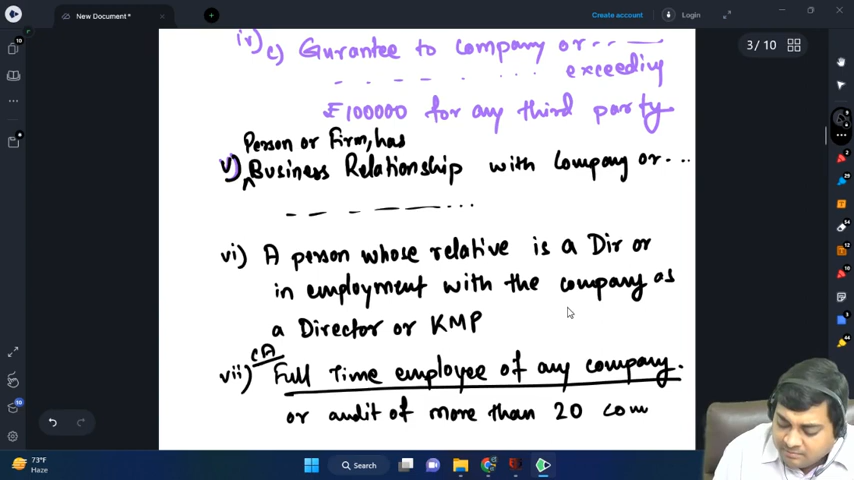 New Document*
Create account
Login
3 / 10
iv) c) Gurantee to company or ..
exceeding
₤100000 for any third party
Person or Firm, has
v) ^ Business Relationship with Company or ...
vi) A person whose relative is a Dir or
in employment with the company as
a Director or KMP
CA
vii) Full Time employee of any company.
or audit of more than 20 com
73°F
Haze
Search